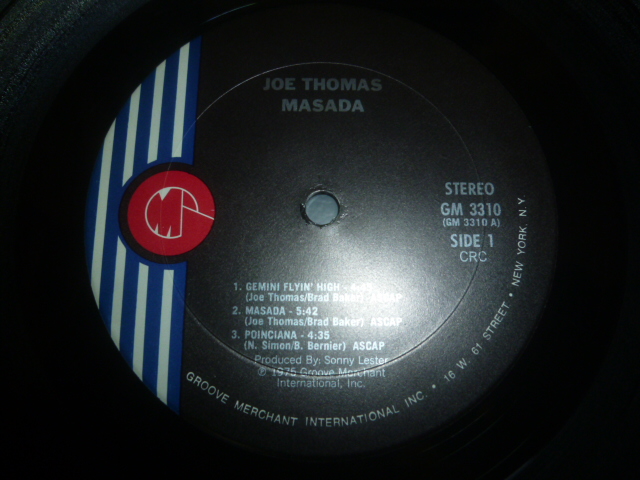 JOE THOMAS
MASADA
STEREO
GM 3310
(GM 3310 A)
SIDE 1
CRC
1. GEMINI FLYIN' HIGH -
(Joe Thomas/Brad Baker) ASCAP
2. MASADA - 5:42
(Joe Thomas/Brad Baker) ASCAP
3. POINCIANA - 4:35
(N. Simon/B. Bernier) ASCAP
Produced By: Sonny Lester
℗ 1975 Groove Merchant
International, Inc.
GROOVE MERCHANT INTERNATIONAL INC. • 16 W. 61 STREET • NEW YORK, N.Y.